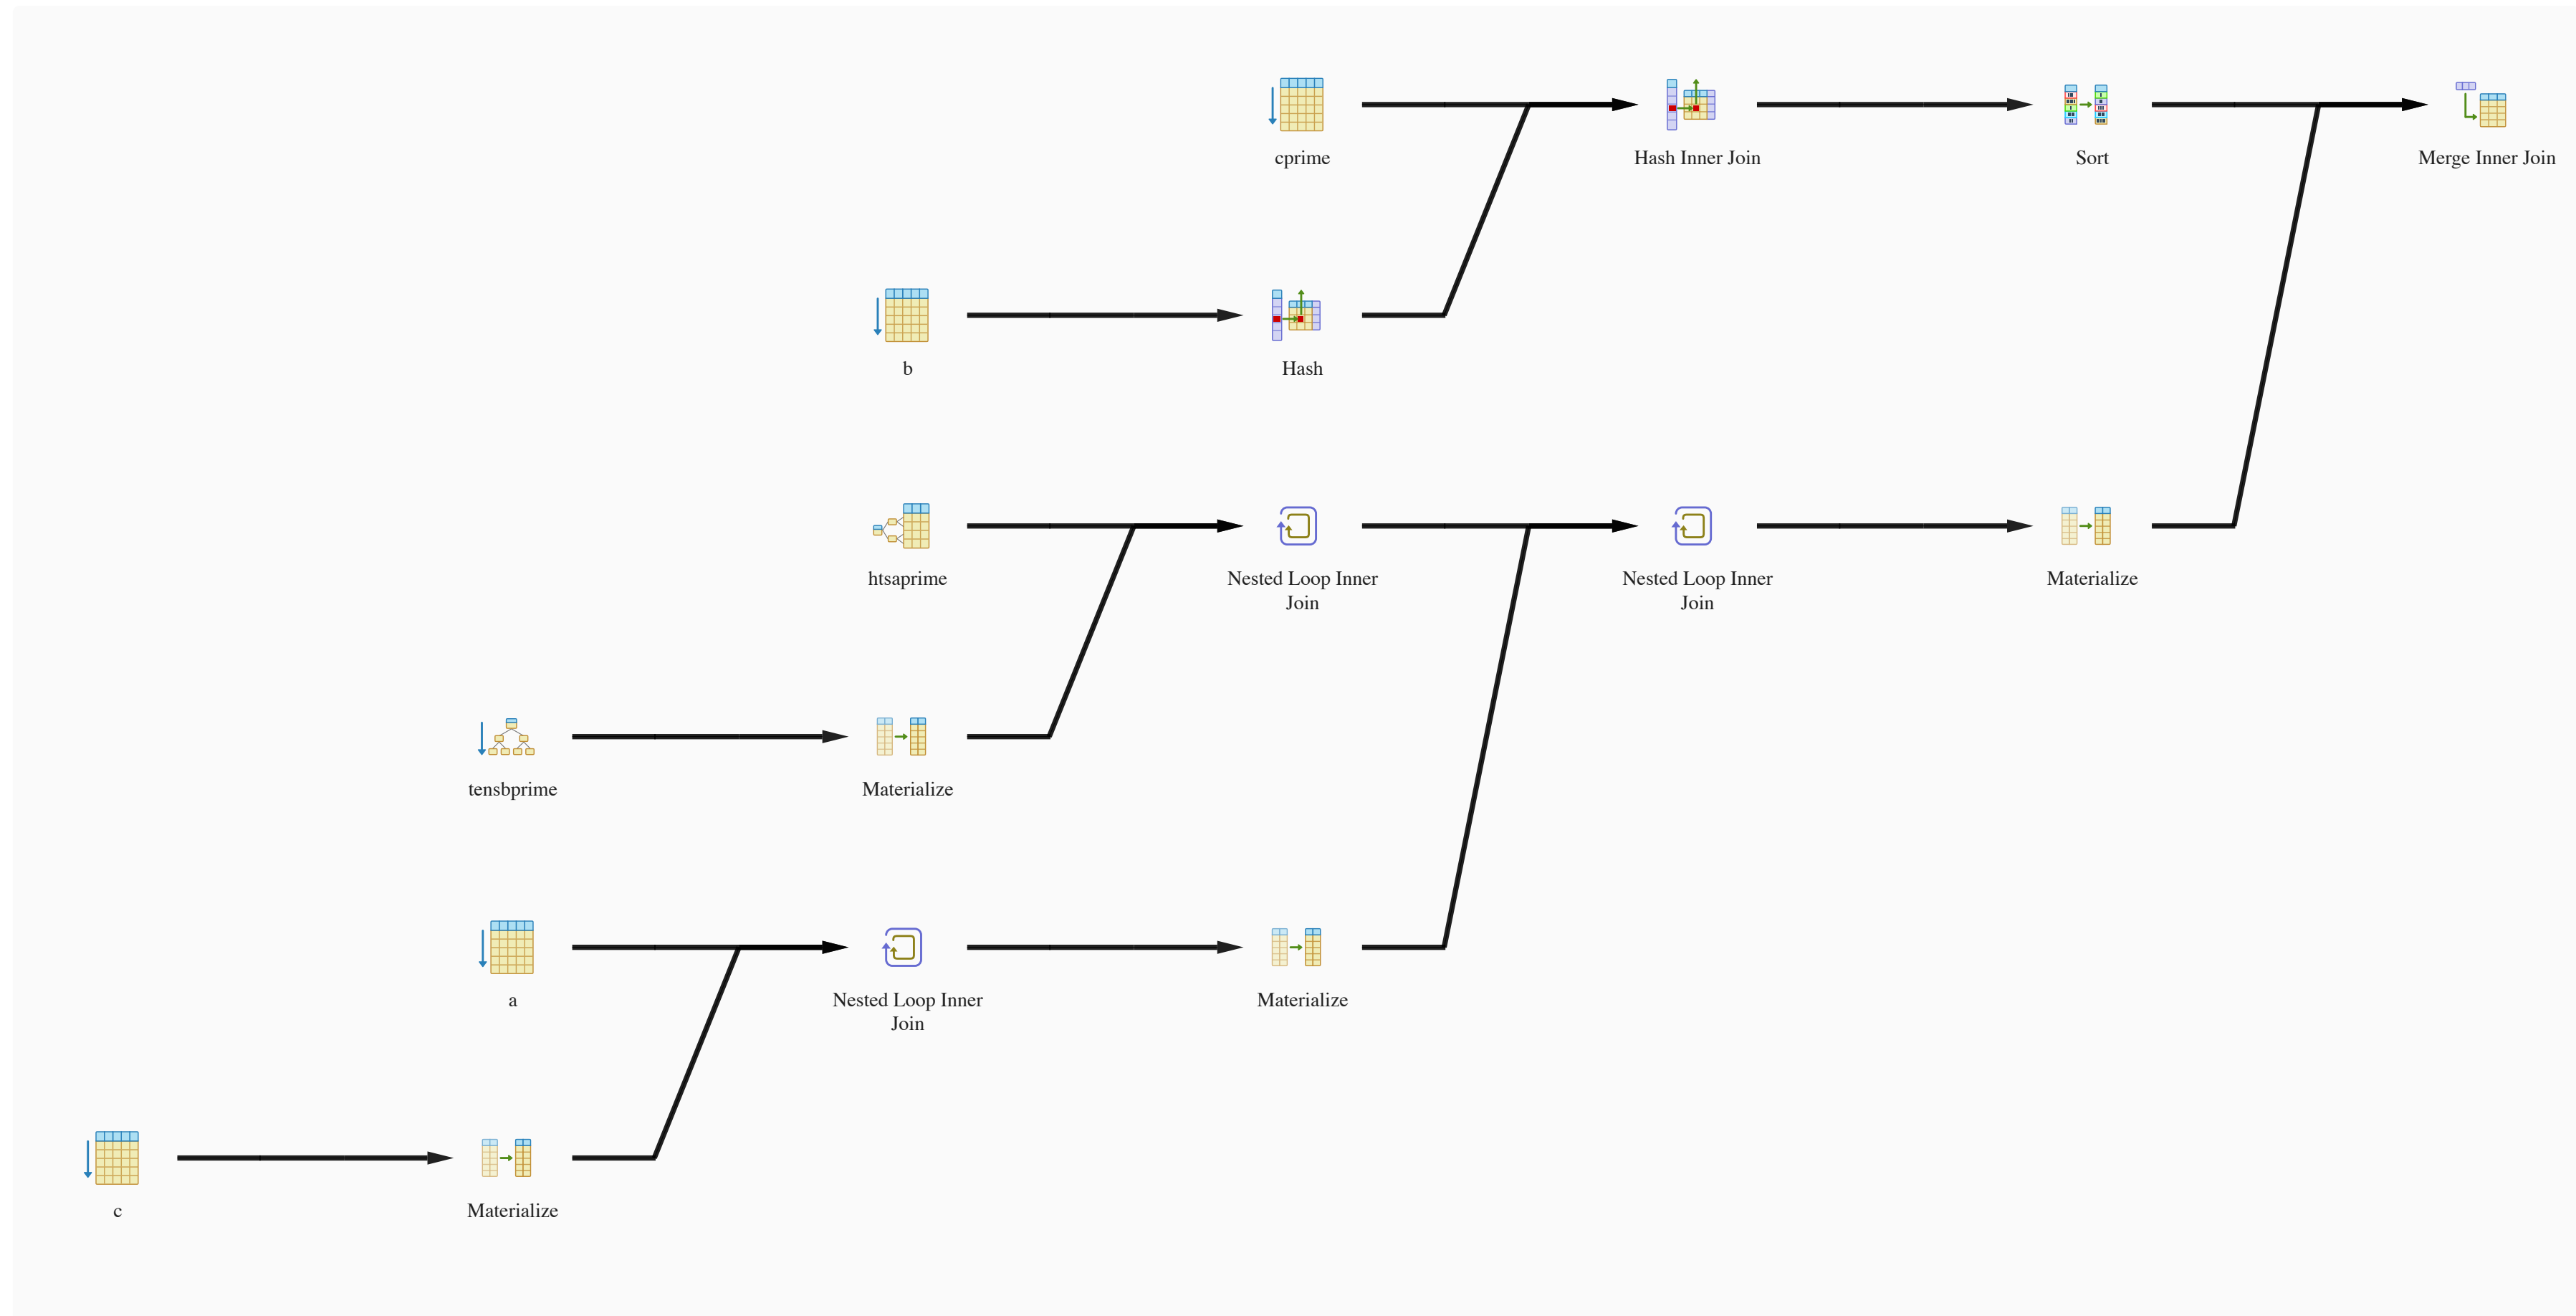 cprime
Hash Inner Join
Sort
Merge Inner Join
b
Hash
htsaprime
Nested Loop Inner
Join
Nested Loop Inner
Join
Materialize
tensbprime
Materialize
a
Nested Loop Inner
Join
Materialize
c
Materialize